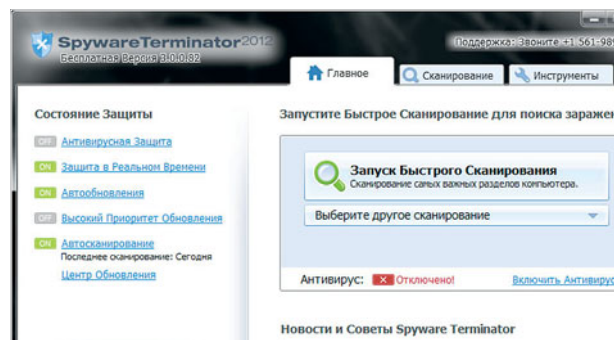 SpywareTerminator2012
Бесплатная Версия 3.0.0.82
Поддержка: Звоните +1 561-989
Главное
Сканирование
Инструменты
Состояние Защиты
OFF Антивирусная Защита
ON Защита в Реальном Времени
ON Автообновления
OFF Высокий Приоритет Обновления
ON Автосканирование
Последнее сканирование: Сегодня
Центр Обновления
Запустите Быстрое Сканирование для поиска заражен
Запуск Быстрого Сканирования
Сканирование самых важных разделов компьютера.
Выберите другое сканирование
Антивирус: Отключено!
Включить Антивирус
Новости и Советы Spyware Terminator